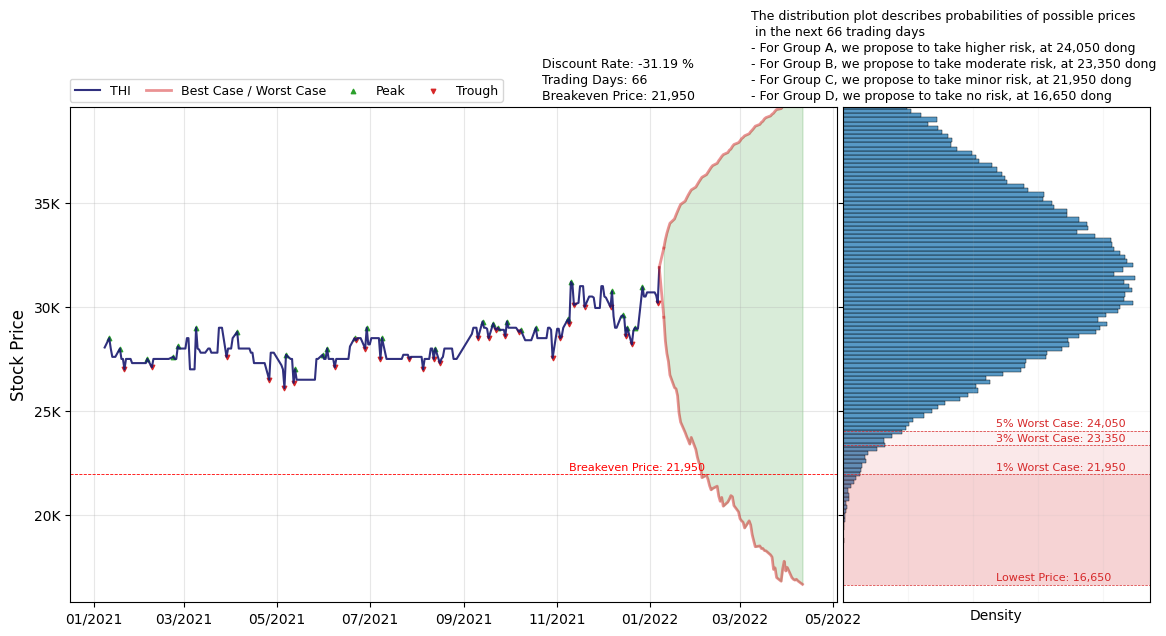 The distribution plot describes probabilities of possible prices
in the next 66 trading days
- For Group A, we propose to take higher risk, at 24,050 dong
- For Group B, we propose to take moderate risk, at 23,350 dong
- For Group C, we propose to take minor risk, at 21,950 dong
- For Group D, we propose to take no risk, at 16,650 dong
Discount Rate: -31.19 %
Trading Days: 66
Breakeven Price: 21,950
THI Best Case / Worst Case Peak Trough
Stock Price
35K
30K
25K
20K
Breakeven Price: 21,950
5% Worst Case: 24,050
3% Worst Case: 23,350
1% Worst Case: 21,950
Lowest Price: 16,650
01/2021 03/2021 05/2021 07/2021 09/2021 11/2021 01/2022 03/2022 05/2022
Density